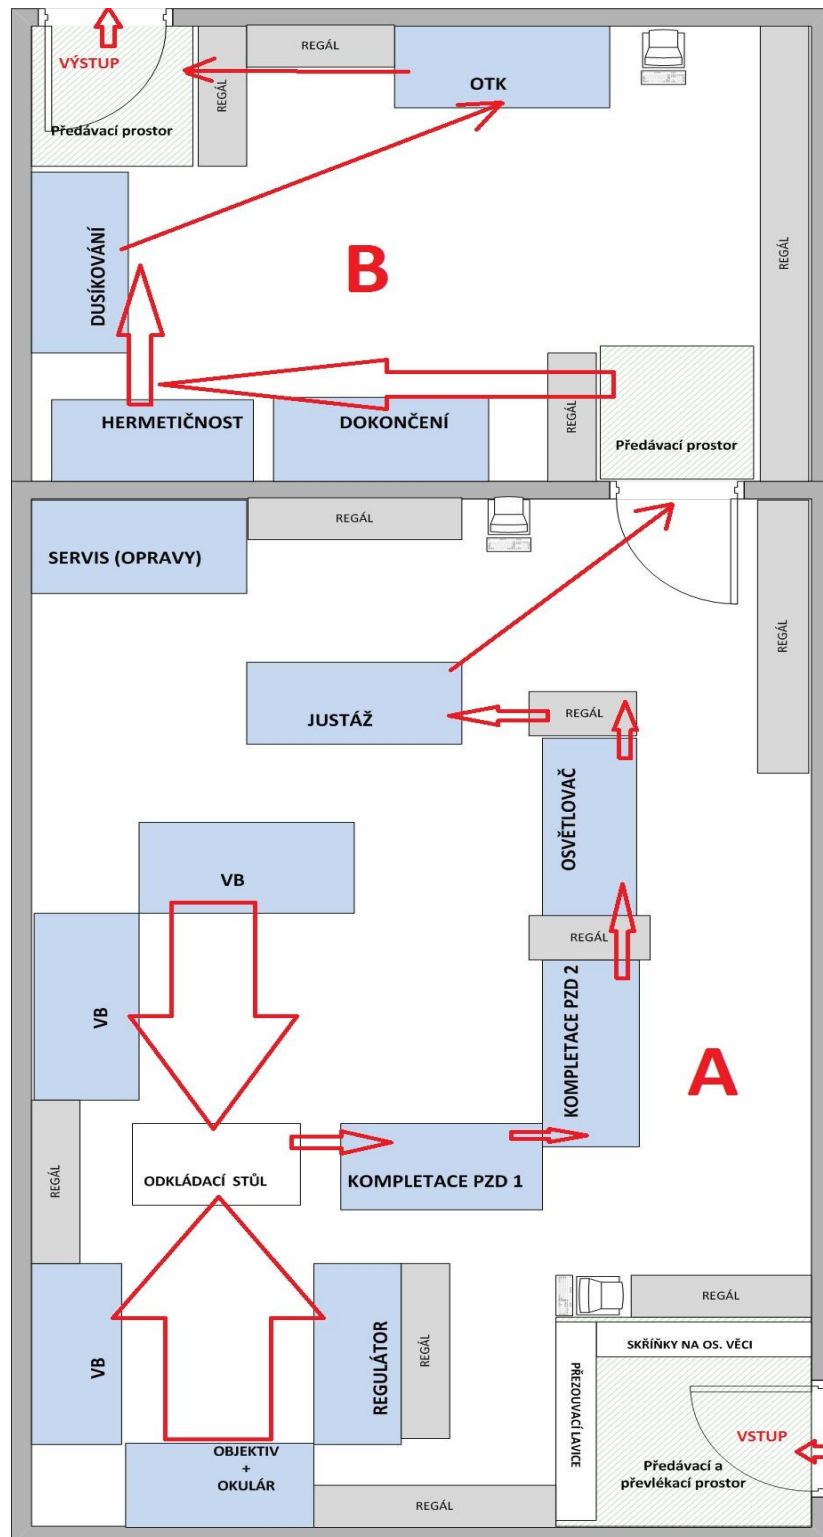 REGÁL
VÝSTUP
REGÁL
OTK
Předávací prostor
DUSÍKOVÁNÍ
B
REGÁL
HERMETIČNOST
DOKONČENÍ
REGÁL
Předávací prostor
SERVIS (OPRAVY)
REGÁL
REGÁL
JUSTÁŽ
REGÁL
OSVĚTLOVAČ
VB
REGÁL
VB
KOMPLETACE PZD 2
A
REGÁL
ODKLÁDACÍ STŮL
KOMPLETACE PZD 1
REGÁL
VB
REGULÁTOR
REGÁL
SKŘÍŇKY NA OS. VĚCI
PŘEZOUVACÍ LAVICE
VSTUP
OBJEKTIV
+
OKULÁR
Předávací a
převlékací prostor
REGÁL